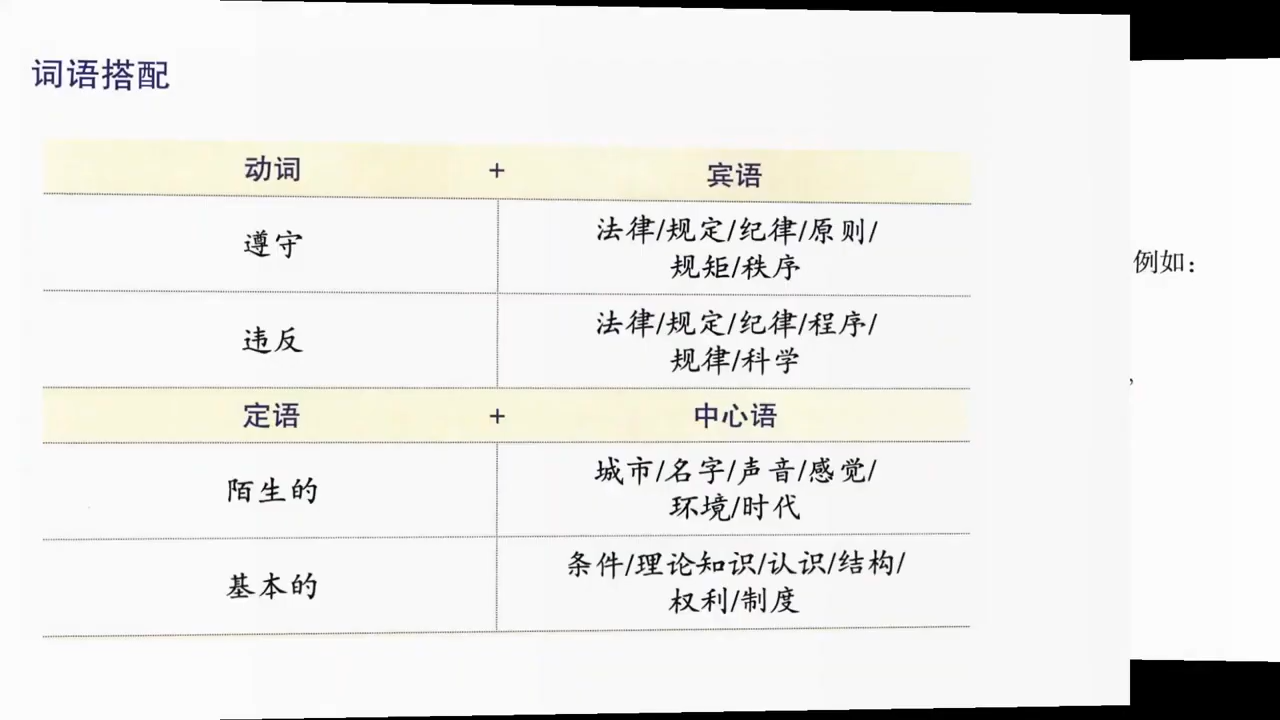 词语搭配
动词 + 宾语
遵守
法律/规定/纪律/原则/
规矩/秩序
违反
法律/规定/纪律/程序/
规律/科学
定语 + 中心语
陌生的
城市/名字/声音/感觉/
环境/时代
基本的
条件/理论知识/认识/结构/
权利/制度
例如：
，